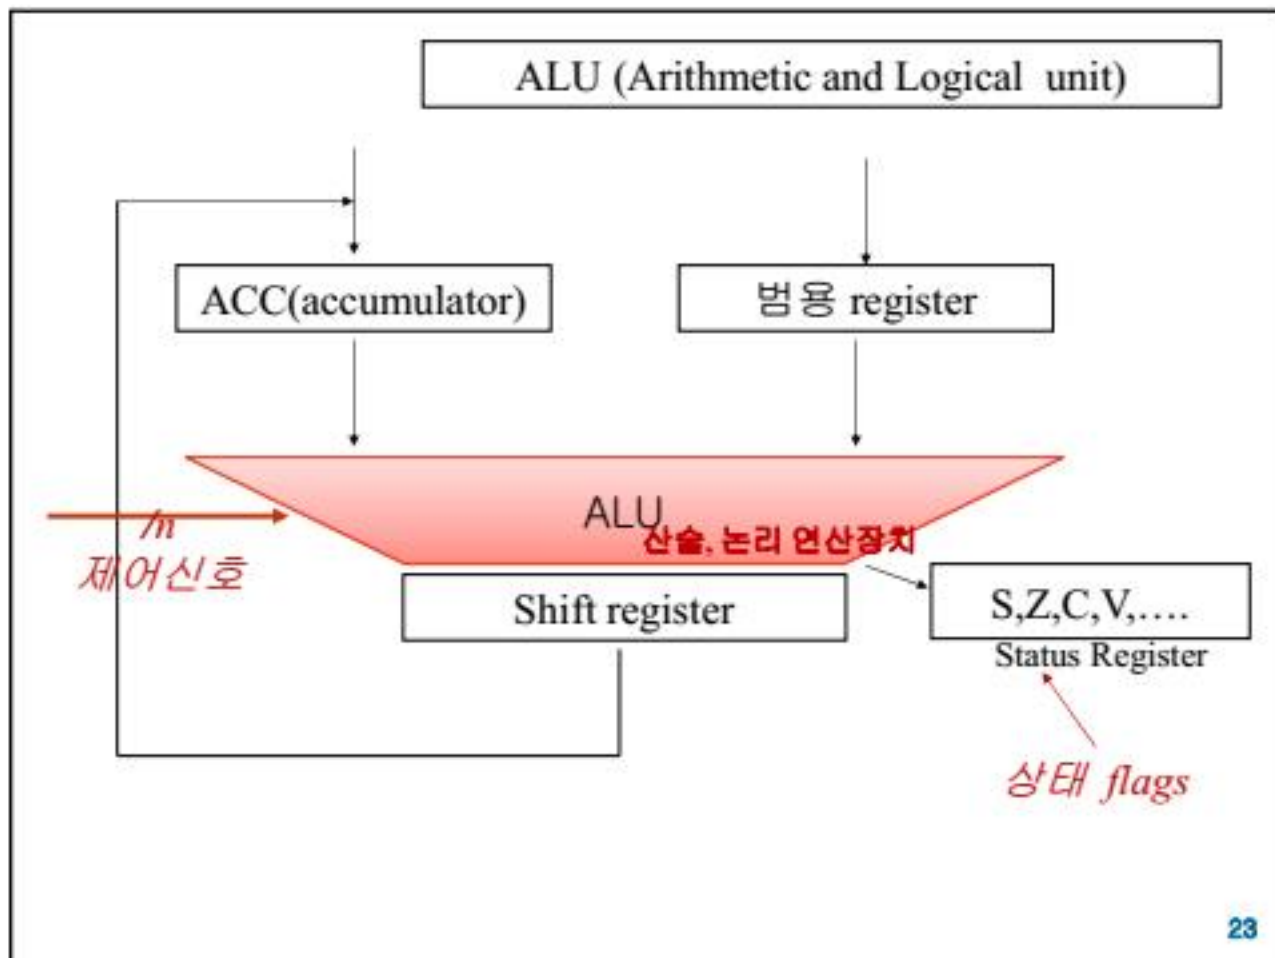 ALU (Arithmetic and Logical unit)
ACC(accumulator)
범용 register
ALU
산술, 논리 연산장치
/n
제어신호
Shift register
S,Z,C,V,....
Status Register
상태 flags
23